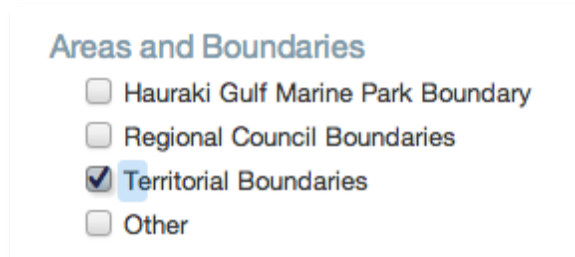 Areas and Boundaries
Hauraki Gulf Marine Park Boundary
Regional Council Boundaries
Territorial Boundaries
Other